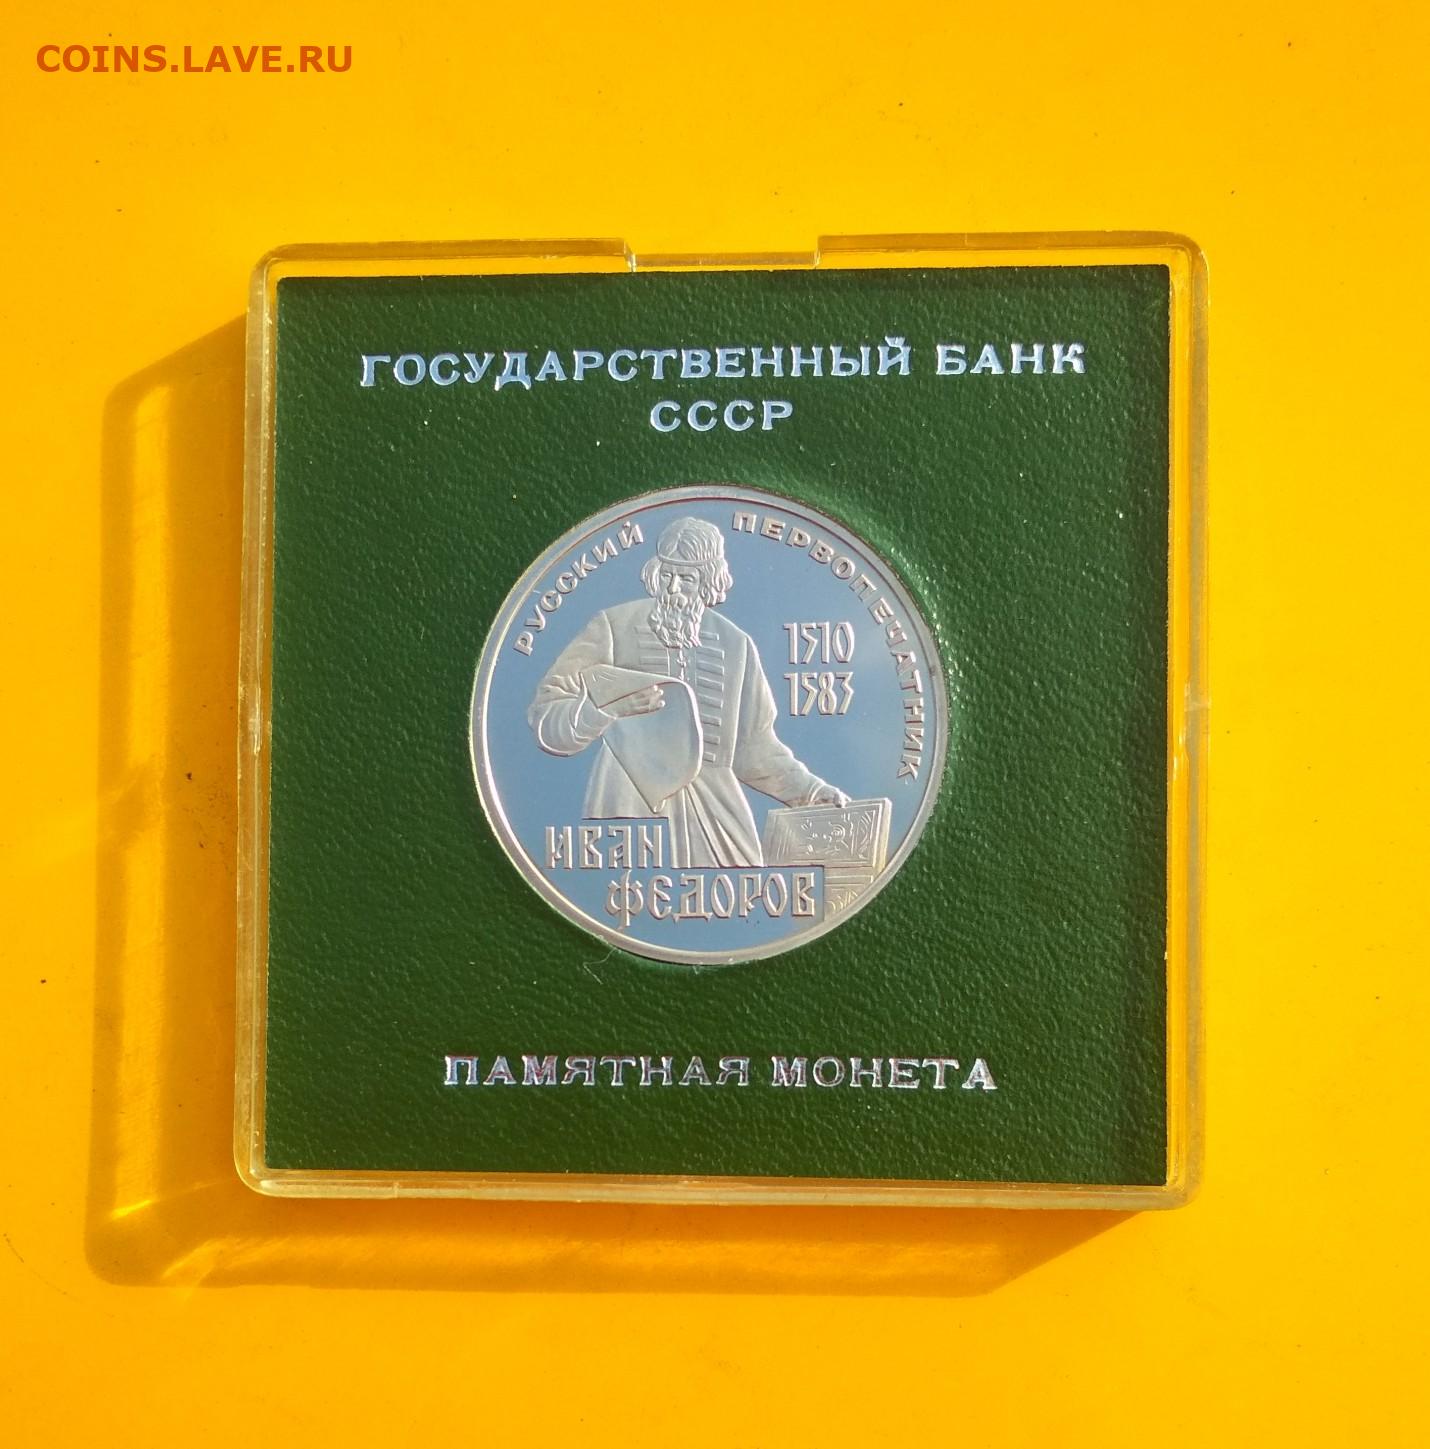 COINS.LAVE.RU
ГОСУДАРСТВЕННЫЙ БАНК
СССР
РУССКИЙ ПЕРВОПЕЧАТНИК
1510
1583
ИВАН
ФЕДОРОВ
ПАМЯТНАЯ МОНЕТА